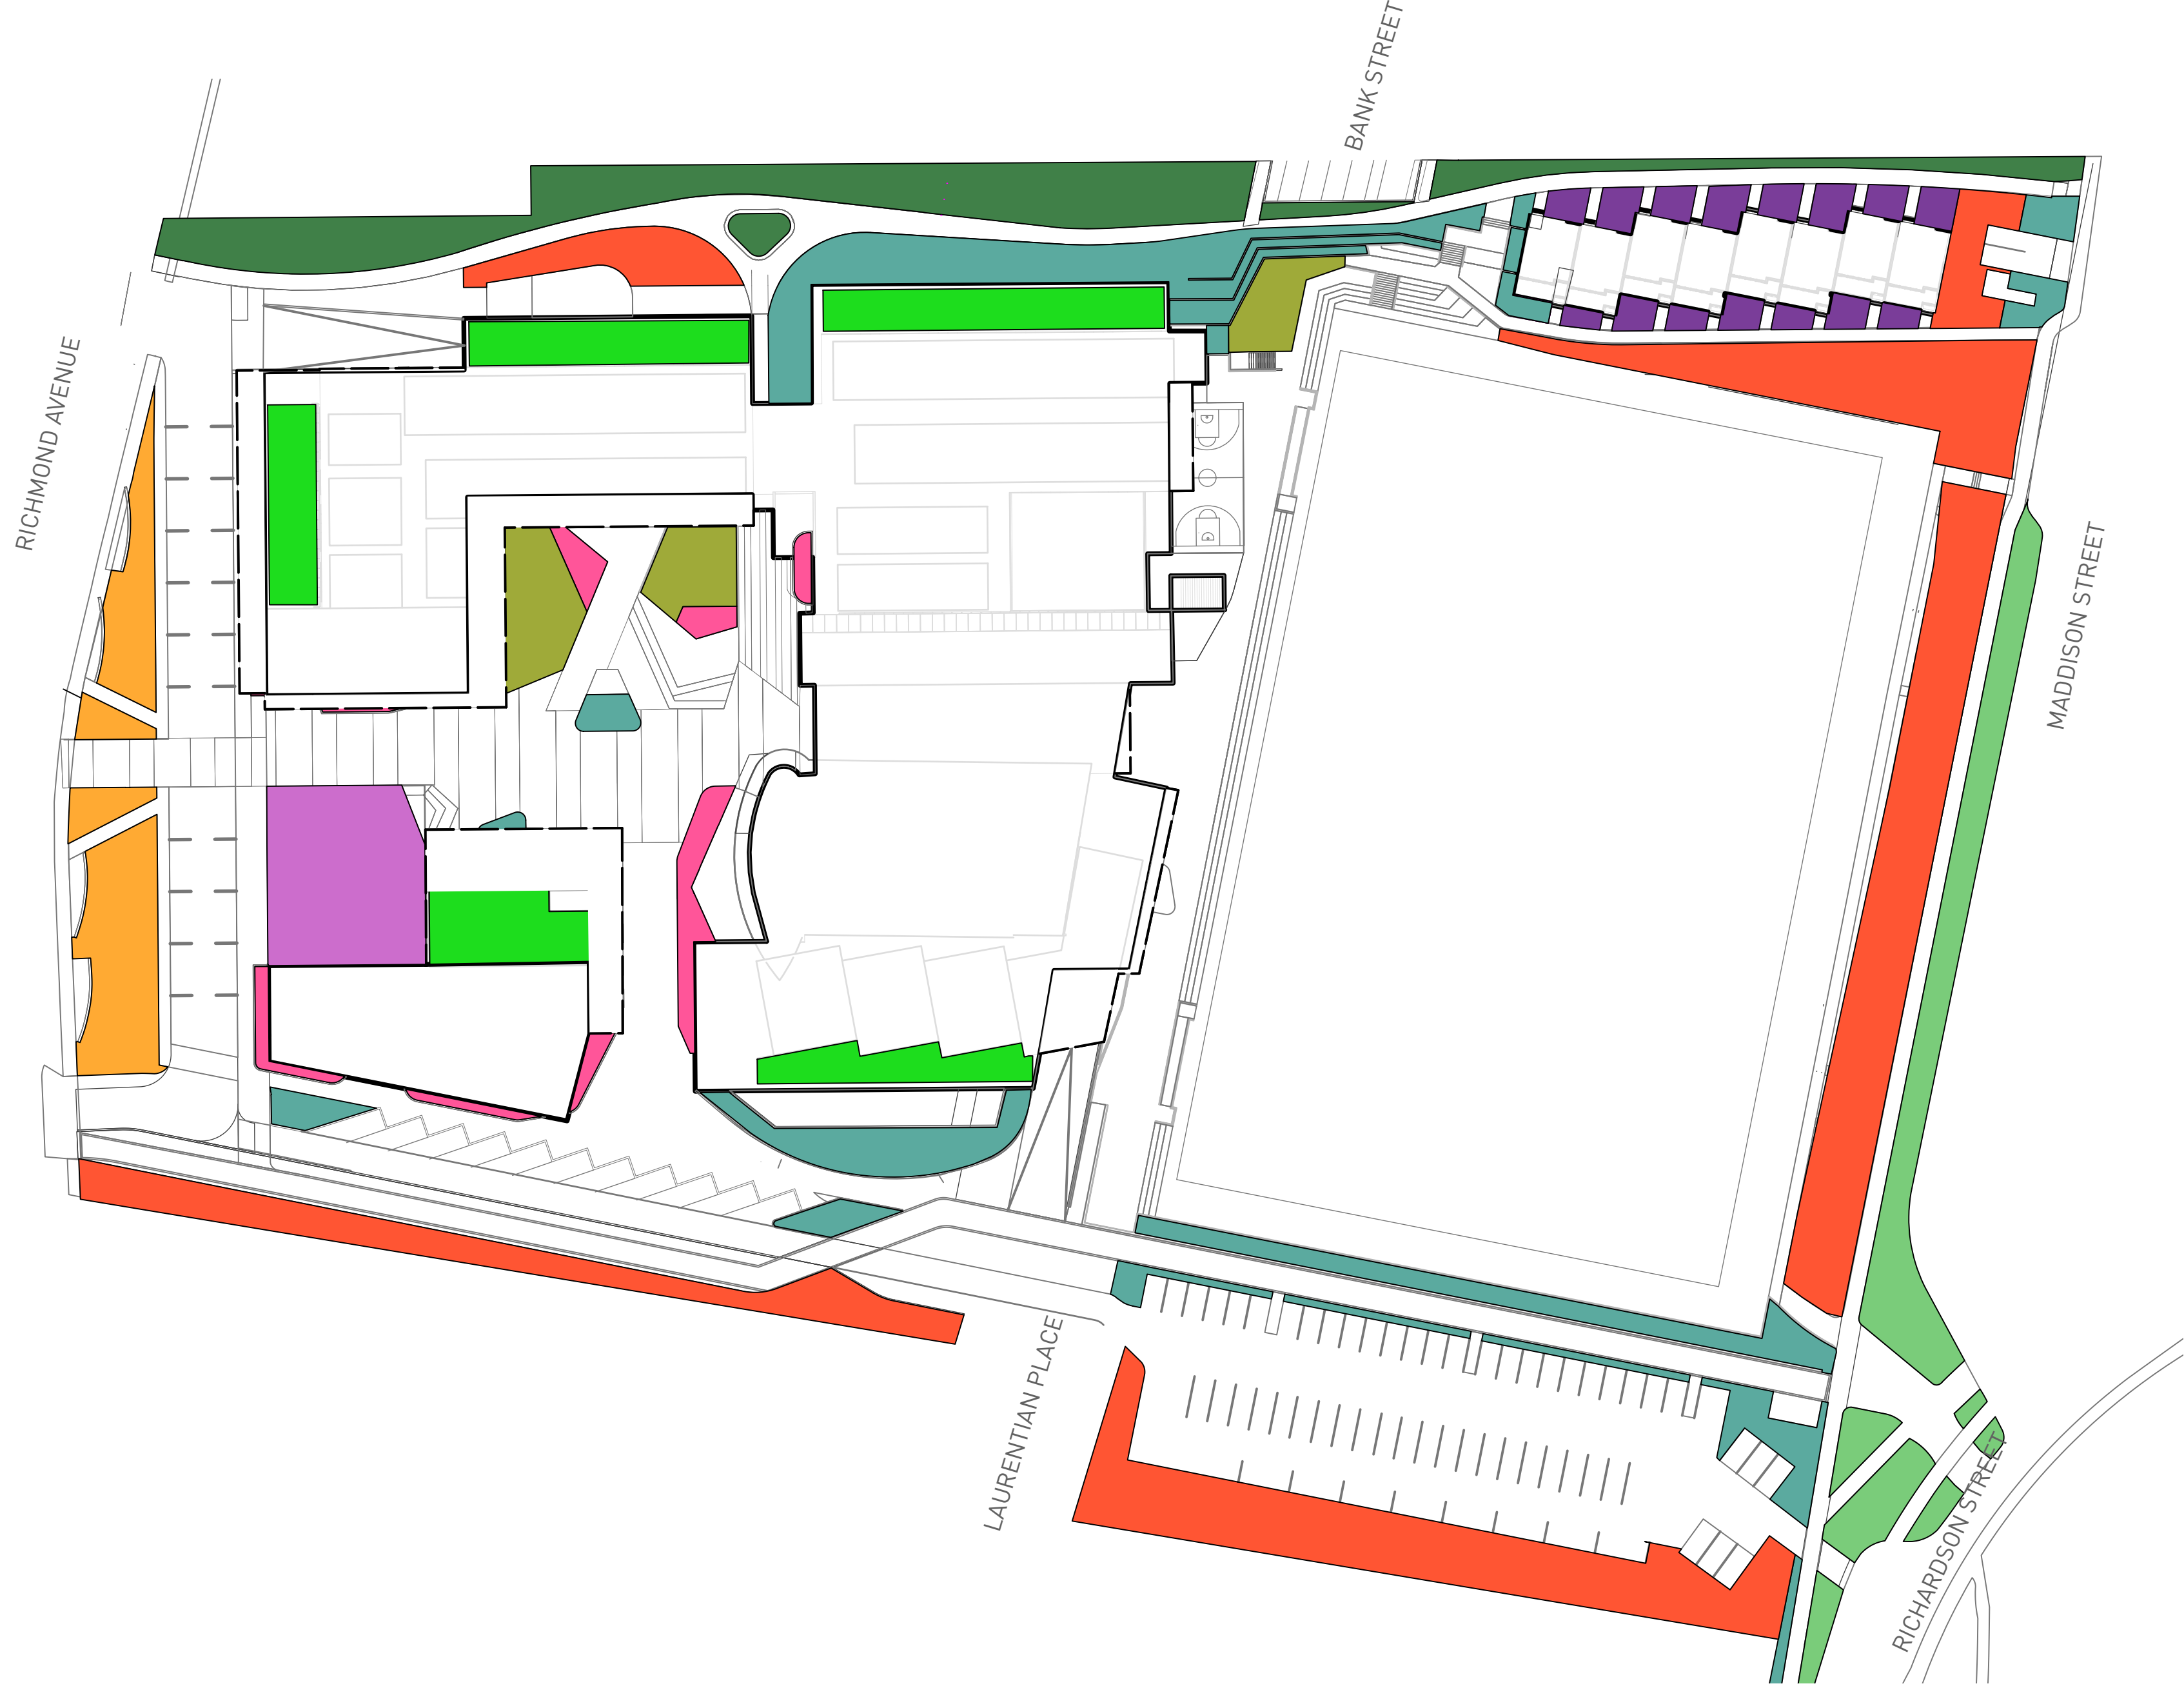 BANK STREET
RICHMOND AVENUE
MADDISON STREET
LAURENTIAN PLACE
RICHARDSON STREET